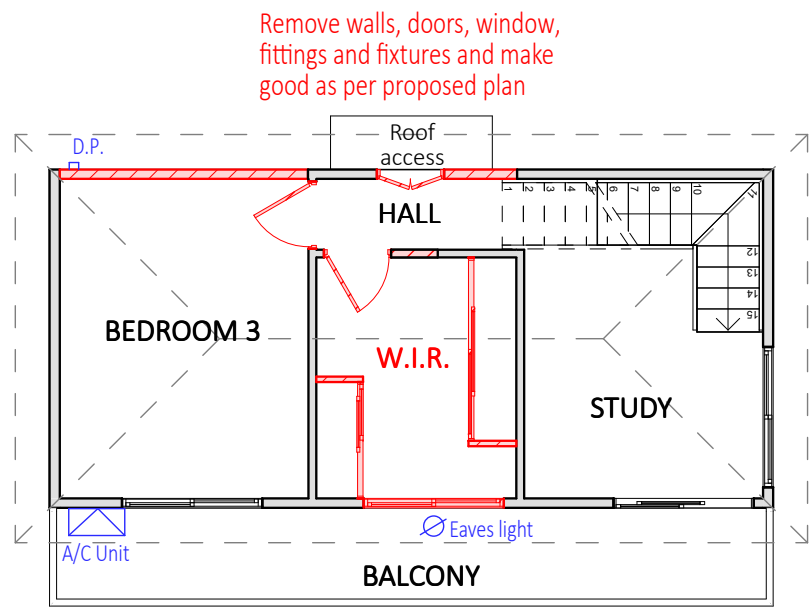 Remove walls, doors, window,
fittings and fixtures and make
good as per proposed plan
Roof
access
D.P.
1 2 3 4 5 6 7 8 9 10 11
12
13
14
15
HALL
BEDROOM 3
W.I.R.
STUDY
Eaves light
A/C Unit
BALCONY